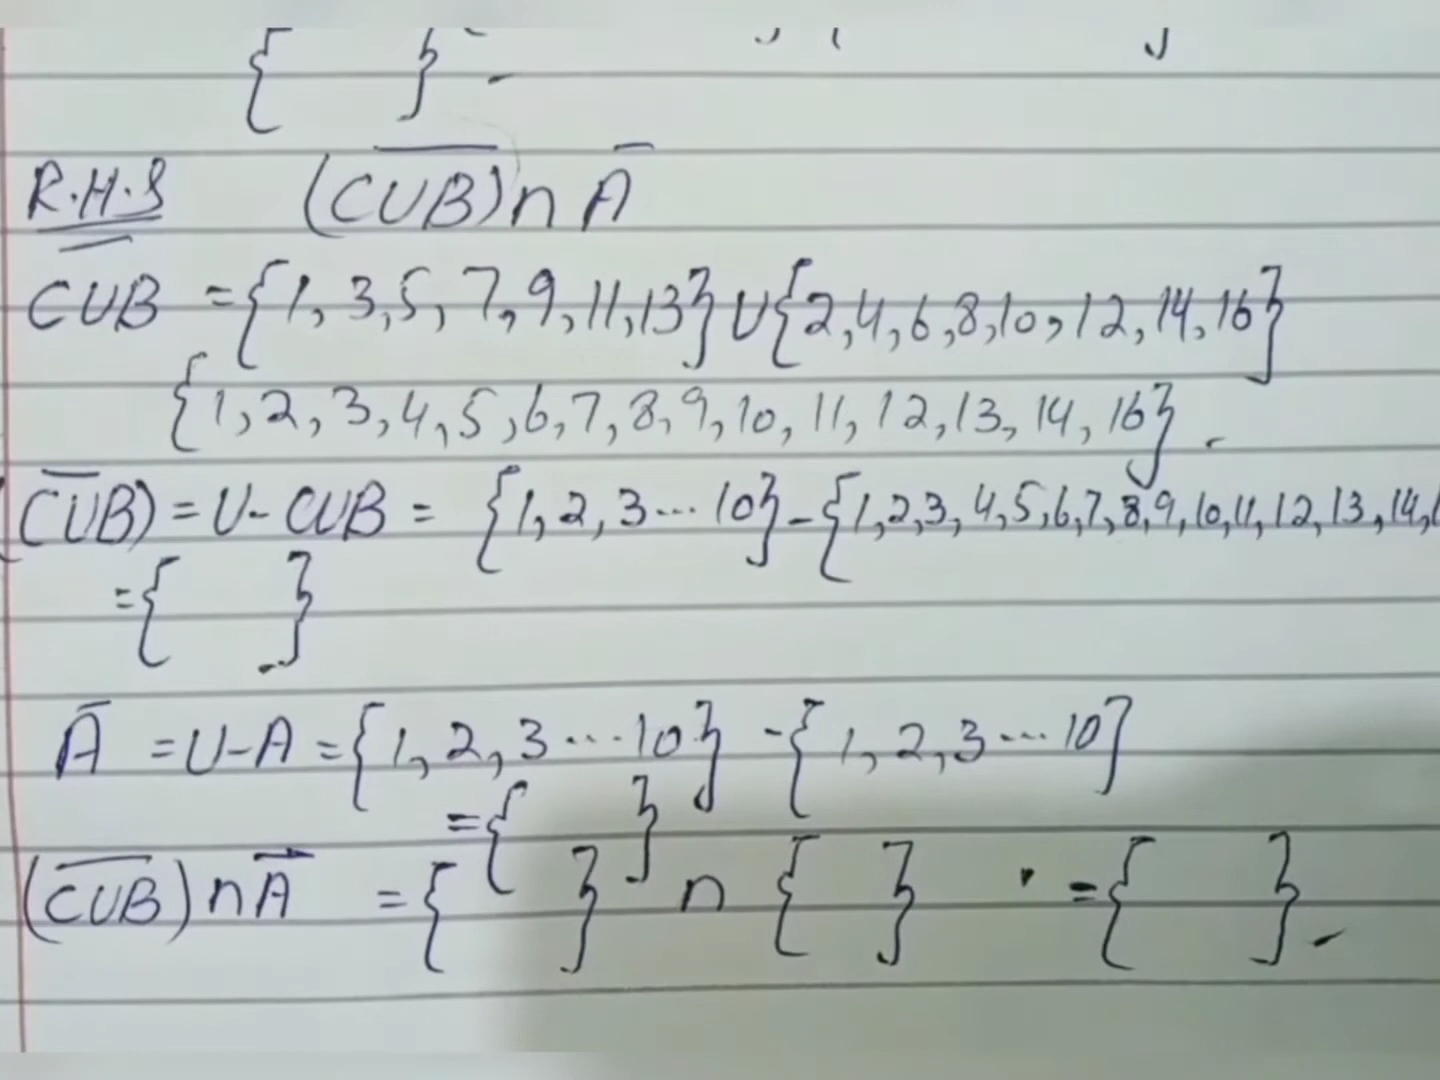 { }
R.H.S (C̅U̅B̅)∩A̅
CUB = {1, 3, 5, 7, 9, 11, 13} U {2, 4, 6, 8, 10, 12, 14, 16}
{1, 2, 3, 4, 5, 6, 7, 8, 9, 10, 11, 12, 13, 14, 16}.
(C̅U̅B̅) = U - CUB = {1, 2, 3 ... 10} - {1, 2, 3, 4, 5, 6, 7, 8, 9, 10, 11, 12, 13, 14,
= { }
A̅ = U - A = {1, 2, 3 ... 10} - {1, 2, 3 ... 10}
= { }
(C̅U̅B̅)∩A̅ = { } ∩ { } = { }.